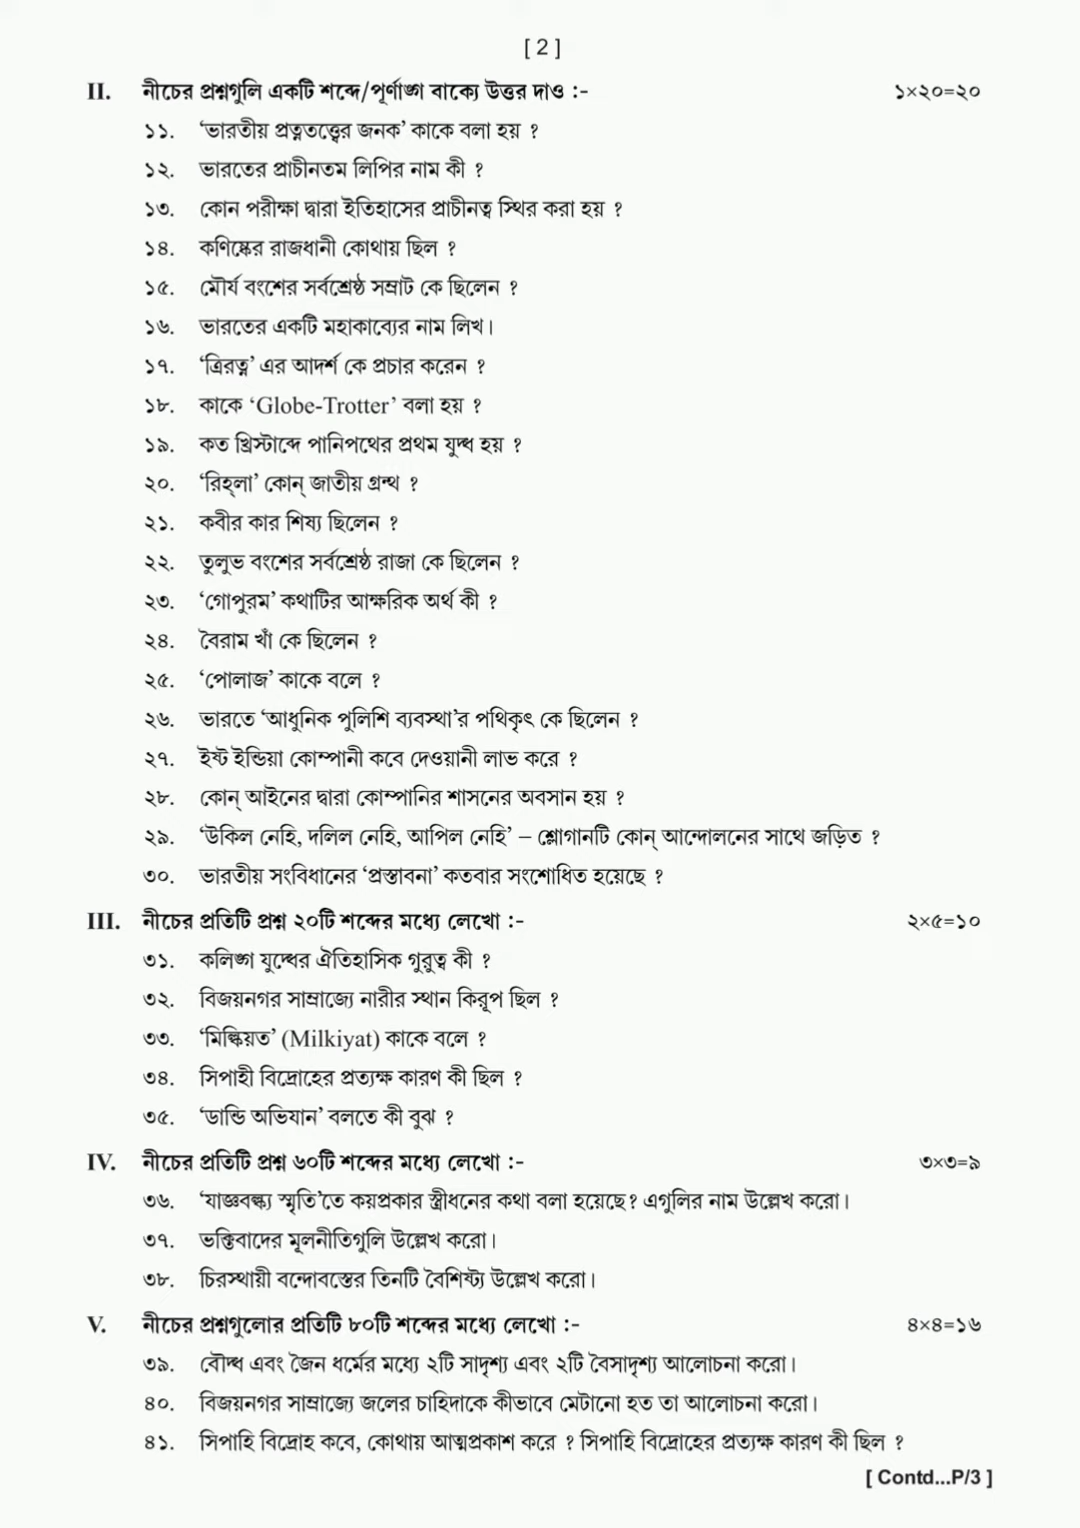 [ 2 ]
II. নীচের প্রশ্নগুলি একটি শব্দে/পূর্ণাঙ্গ বাক্যে উত্তর দাও :- ১×২০=২০
১১. ‘ভারতীয় প্রত্নতত্ত্বের জনক’ কাকে বলা হয় ?
১২. ভারতের প্রাচীনতম লিপির নাম কী ?
১৩. কোন পরীক্ষা দ্বারা ইতিহাসের প্রাচীনত্ব স্থির করা হয় ?
১৪. কণিষ্কের রাজধানী কোথায় ছিল ?
১৫. মৌর্য বংশের সর্বশ্রেষ্ঠ সম্রাট কে ছিলেন ?
১৬. ভারতের একটি মহাকাব্যের নাম লিখ।
১৭. ‘ত্রিরত্ন’ এর আদর্শ কে প্রচার করেন ?
১৮. কাকে ‘Globe-Trotter’ বলা হয় ?
১৯. কত খ্রিস্টাব্দে পানিপথের প্রথম যুদ্ধ হয় ?
২০. ‘রিহ্‌লা’ কোন্ জাতীয় গ্রন্থ ?
২১. কবীর কার শিষ্য ছিলেন ?
২২. তুলুভ বংশের সর্বশ্রেষ্ঠ রাজা কে ছিলেন ?
২৩. ‘গোপুরম’ কথাটির আক্ষরিক অর্থ কী ?
২৪. বৈরাম খাঁ কে ছিলেন ?
২৫. ‘পোলাজ’ কাকে বলে ?
২৬. ভারতে ‘আধুনিক পুলিশি ব্যবস্থা’র পথিকৃৎ কে ছিলেন ?
২৭. ইষ্ট ইন্ডিয়া কোম্পানী কবে দেওয়ানী লাভ করে ?
২৮. কোন্ আইনের দ্বারা কোম্পানির শাসনের অবসান হয় ?
২৯. ‘উকিল নেহি, দলিল নেহি, আপিল নেহি’ – শ্লোগানটি কোন্ আন্দোলনের সাথে জড়িত ?
৩০. ভারতীয় সংবিধানের ‘প্রস্তাবনা’ কতবার সংশোধিত হয়েছে ?
III. নীচের প্রতিটি প্রশ্ন ২০টি শব্দের মধ্যে লেখো :- ২×৫=১০
৩১. কলিঙ্গ যুদ্ধের ঐতিহাসিক গুরুত্ব কী ?
৩২. বিজয়নগর সাম্রাজ্যে নারীর স্থান কিরূপ ছিল ?
৩৩. ‘মিল্কিয়ত’ (Milkiyat) কাকে বলে ?
৩৪. সিপাহী বিদ্রোহের প্রত্যক্ষ কারণ কী ছিল ?
৩৫. ‘ডান্ডি অভিযান’ বলতে কী বুঝ ?
IV. নীচের প্রতিটি প্রশ্ন ৬০টি শব্দের মধ্যে লেখো :- ৩×৩=৯
৩৬. ‘যাজ্ঞবল্ক্য স্মৃতি’তে কয়প্রকার স্ত্রীধনের কথা বলা হয়েছে? এগুলির নাম উল্লেখ করো।
৩৭. ভক্তিবাদের মূলনীতিগুলি উল্লেখ করো।
৩৮. চিরস্থায়ী বন্দোবস্তের তিনটি বৈশিষ্ট্য উল্লেখ করো।
V. নীচের প্রশ্নগুলোর প্রতিটি ৮০টি শব্দের মধ্যে লেখো :- ৪×৪=১৬
৩৯. বৌদ্ধ এবং জৈন ধর্মের মধ্যে ২টি সাদৃশ্য এবং ২টি বৈসাদৃশ্য আলোচনা করো।
৪০. বিজয়নগর সাম্রাজ্যে জলের চাহিদাকে কীভাবে মেটানো হত তা আলোচনা করো।
৪১. সিপাহি বিদ্রোহ কবে, কোথায় আত্মপ্রকাশ করে ? সিপাহি বিদ্রোহের প্রত্যক্ষ কারণ কী ছিল ?
[ Contd...P/3 ]